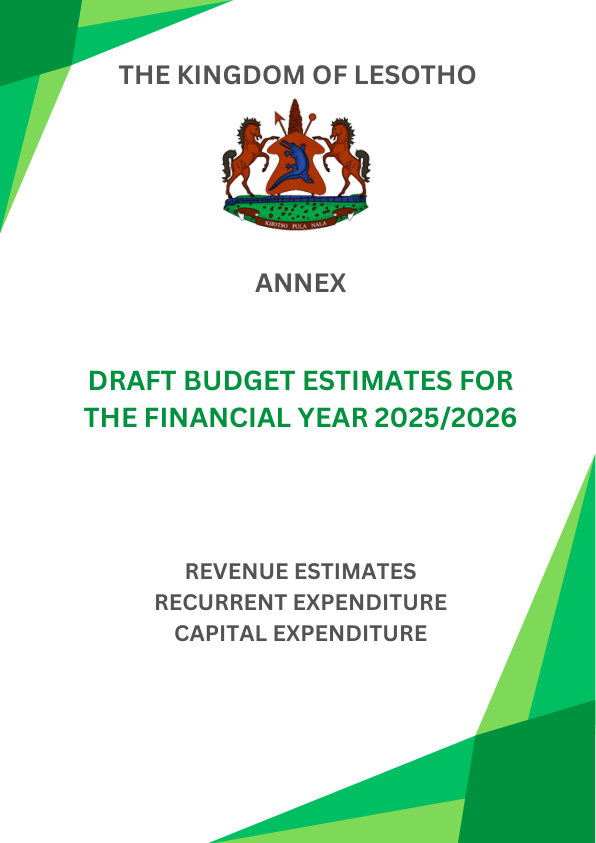 THE KINGDOM OF LESOTHO
KHOTSO PULA NALA
ANNEX
DRAFT BUDGET ESTIMATES FOR
THE FINANCIAL YEAR 2025/2026
REVENUE ESTIMATES
RECURRENT EXPENDITURE
CAPITAL EXPENDITURE